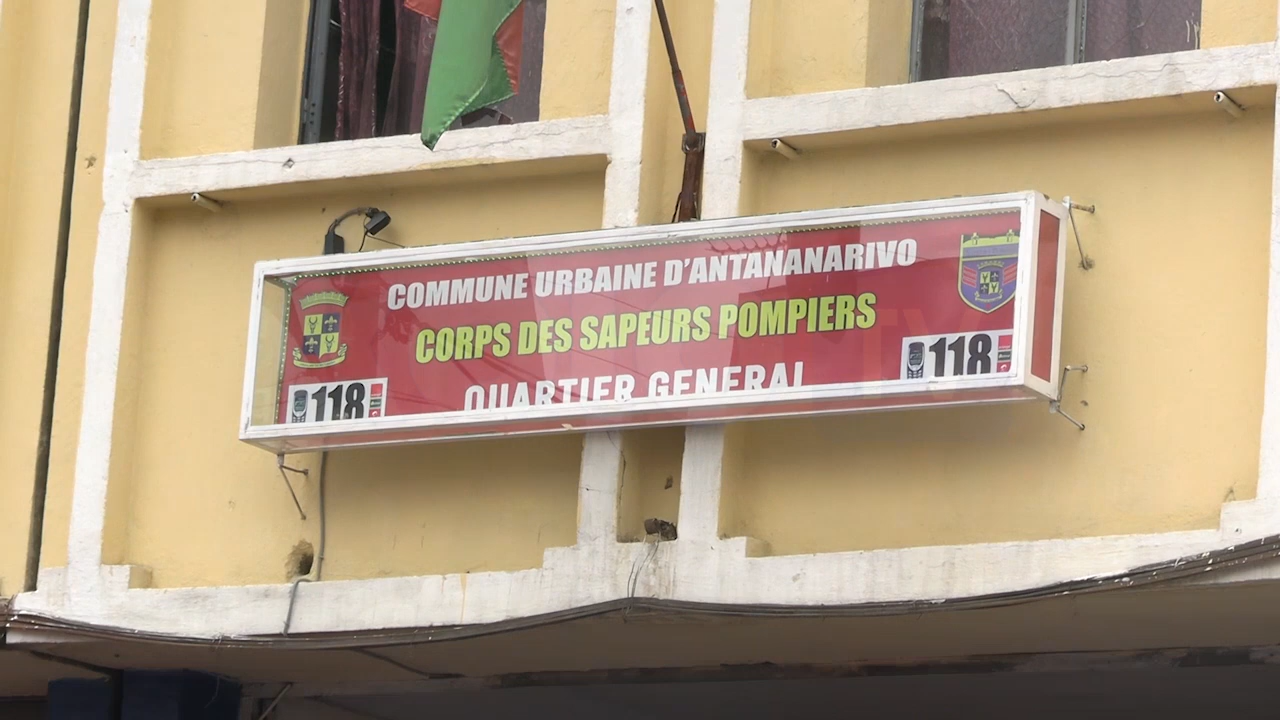 COMMUNE URBAINE D'ANTANANARIVO
CORPS DES SAPEURS POMPIERS
QUARTIER GENERAL
118
118